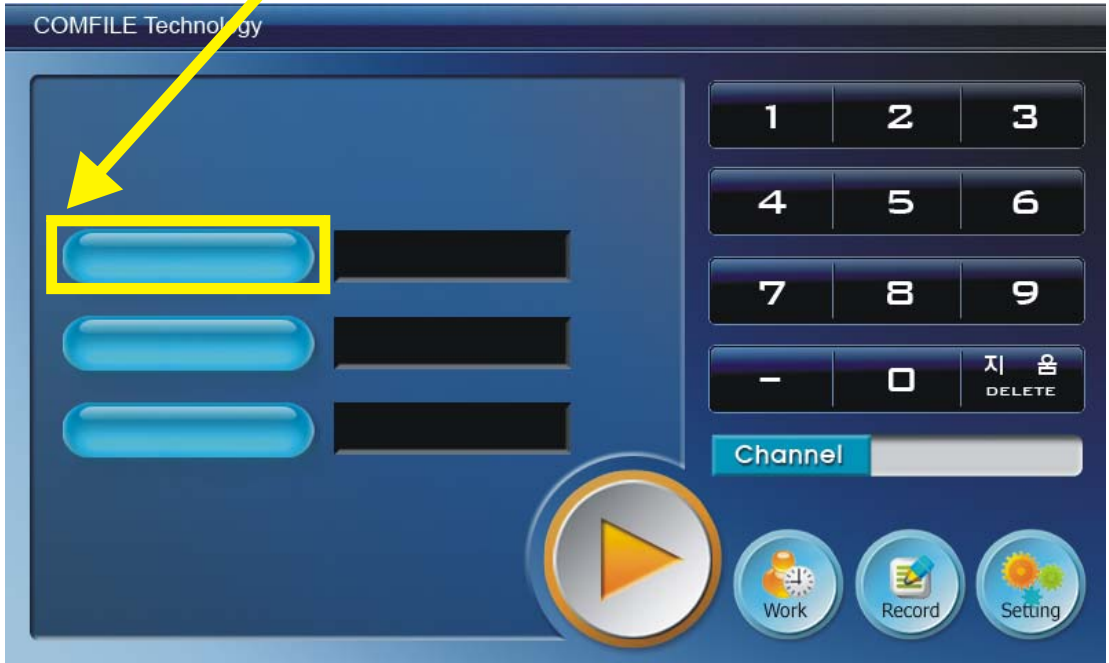 COMFILE Technology
1 2 3
4 5 6
7 8 9
- 0 지 움
DELETE
Channel
Work Record Setting